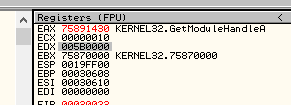 Registers (FPU) <
EAX 75891430 KERNEL32.GetModuleHandleA
ECX 00000010
EDX 005B0000
EBX 75870000 KERNEL32.75870000
ESP 0019FF00
EBP 00030608
ESI 00030610
EDI 00000000